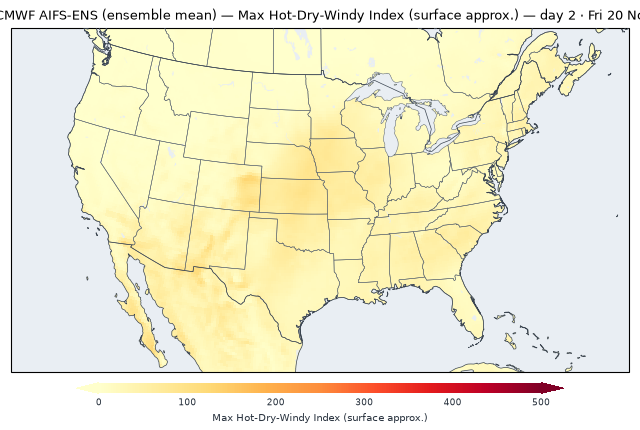 CMWF AIFS-ENS (ensemble mean) — Max Hot-Dry-Windy Index (surface approx.) — day 2 · Fri 20 No
0 100 200 300 400 500
Max Hot-Dry-Windy Index (surface approx.)